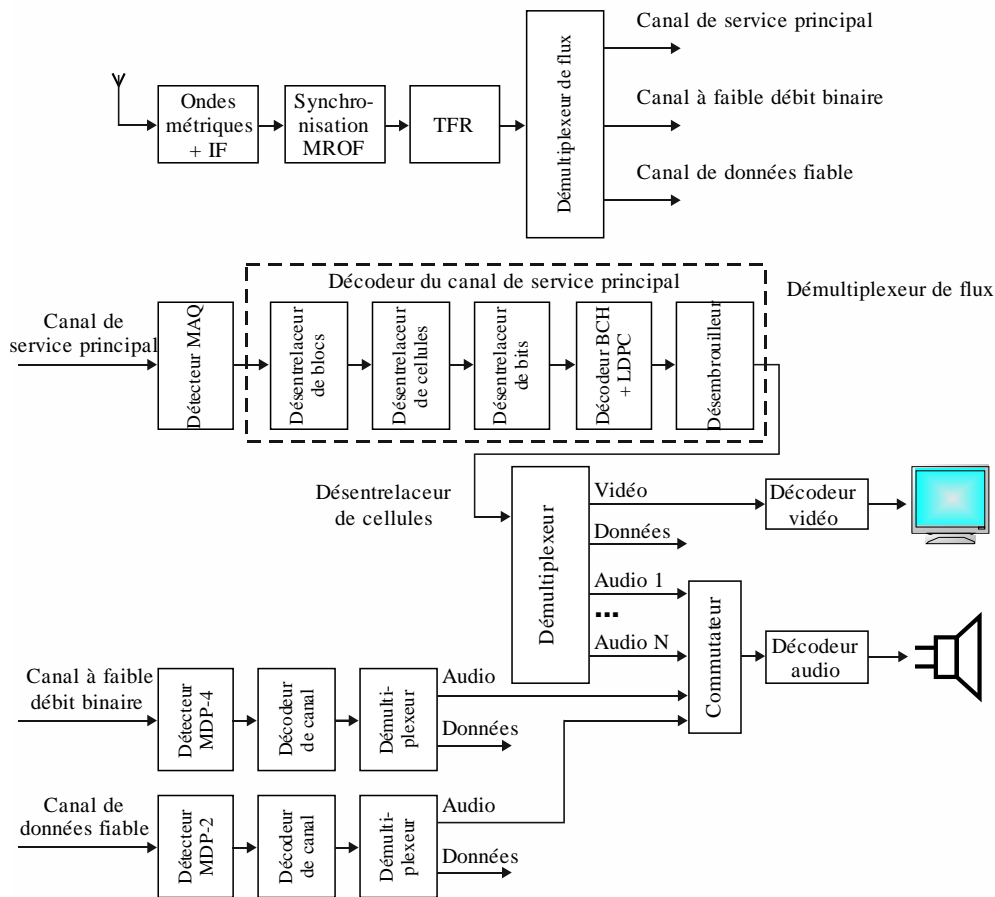 Canal de service principal
Ondes
métriques
+ IF
Synchro-
nisation
MROF
TFR
Démultiplexeur de flux
Canal à faible débit binaire
Canal de données fiable
Décodeur du canal de service principal
Démultiplexeur de flux
Canal de
service principal
Détecteur MAQ
Désentrelaceur
de blocs
Désentrelaceur
de cellules
Désentrelaceur
de bits
Décodeur BCH
+ LDPC
Désembrouilleur
Désentrelaceur
de cellules
Démultiplexeur
Vidéo
Données
Audio 1
...
Audio N
Décodeur
vidéo
Commutateur
Décodeur
audio
Canal à faible
débit binaire
Détecteur
MDP-4
Décodeur
de canal
Démulti-
plexeur
Audio
Données
Canal de
données fiable
Détecteur
MDP-2
Décodeur
de canal
Démulti-
plexeur
Audio
Données